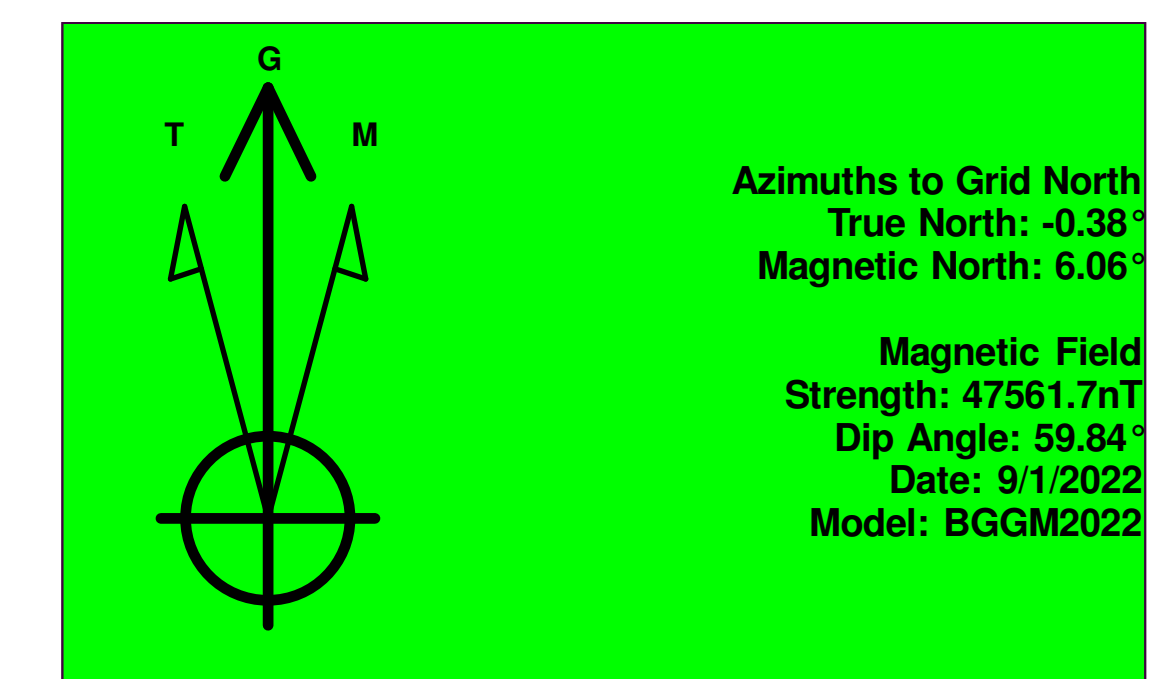 G
T
M
Azimuths to Grid North
True North: -0.38°
Magnetic North: 6.06°
Magnetic Field
Strength: 47561.7nT
Dip Angle: 59.84°
Date: 9/1/2022
Model: BGGM2022